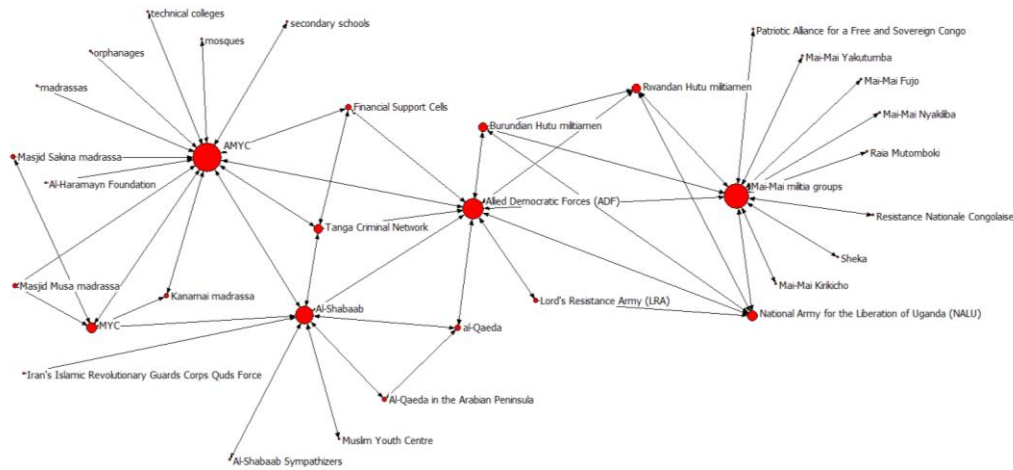 technical colleges
secondary schools
mosques
orphanages
madrassas
Patriotic Alliance for a Free and Sovereign Congo
Mai-Mai Yakutumba
Mai-Mai Fujo
Rwandan Hutu militiamen
Financial Support Cells
Mai-Mai Nyakiliba
Burundian Hutu militiamen
AMYC
Raia Mutomboki
Masjid Sakina madrassa
Al-Haramayn Foundation
Mai-Mai militia groups
Allied Democratic Forces (ADF)
Resistance Nationale Congolaise
Tanga Criminal Network
Sheka
Masjid Musa madrassa
Mai-Mai Kirikicho
Kanamai madrassa
Lord's Resistance Army (LRA)
Al-Shabaab
National Army for the Liberation of Uganda (NALU)
MYC
al-Qaeda
Iran's Islamic Revolutionary Guards Corps Quds Force
Al-Qaeda in the Arabian Peninsula
Muslim Youth Centre
Al-Shabaab Sympathizers